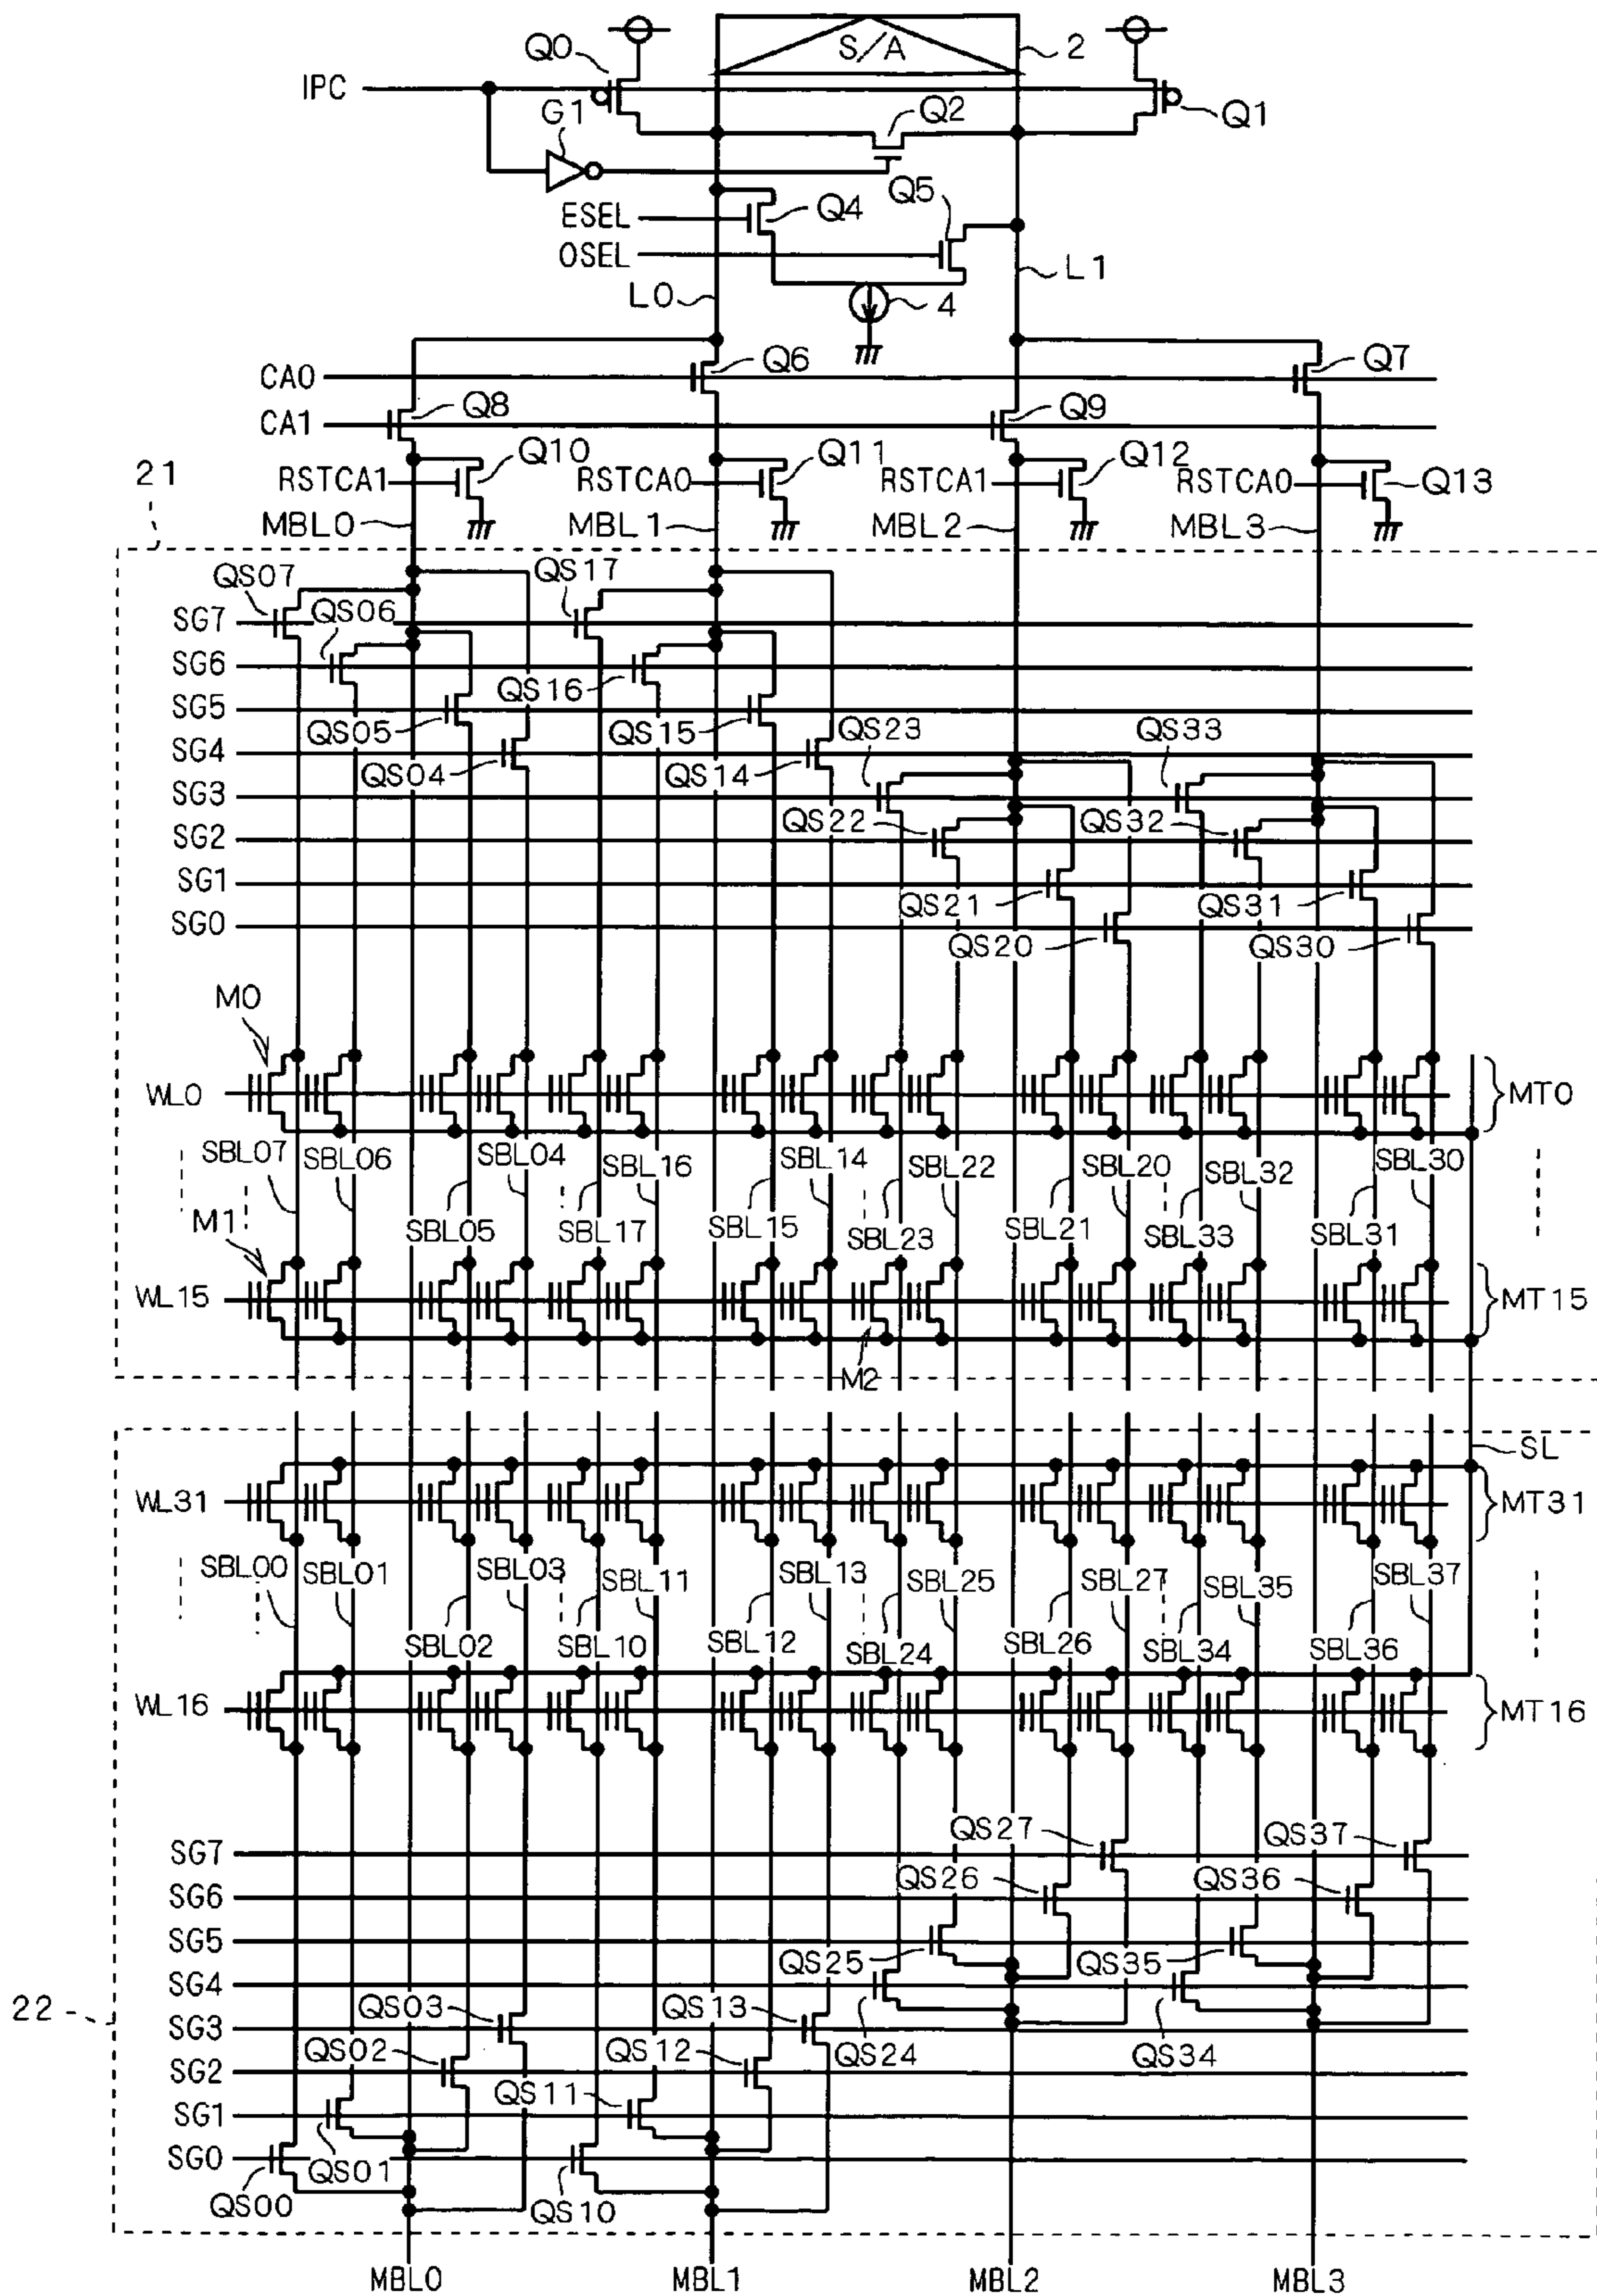 Q0 S/A 2
IPC G1 Q2 Q1
ESEL Q4 Q5
OSEL
L0 4 L1
CA0 Q6 Q7
CA1 Q8 Q9
21 RSTCA1 Q10 RSTCA0 Q11 RSTCA1 Q12 RSTCA0 Q13
MBL0 MBL1 MBL2 MBL3
QS07 QS17
SG7 QS06
SG6 QS16
SG5 QS05 QS15 QS23 QS33
SG4 QS04 QS14
SG3 QS22 QS32
SG2
SG1 QS21 QS31
SG0 QS20 QS30
M0
WL0 MT0
SBL07 SBL06 SBL04 SBL16 SBL14 SBL22 SBL20 SBL32 SBL30
M1 SBL05 SBL17 SBL15 SBL23 SBL21 SBL33 SBL31
WL15 MT15
M2
SL
WL31 MT31
SBL00 SBL01 SBL03 SBL11 SBL13 SBL25 SBL27 SBL35 SBL37
SBL02 SBL10 SBL12 SBL24 SBL26 SBL34 SBL36
WL16 MT16
QS27 QS37
SG7
SG6 QS26 QS36
SG5 QS25 QS35
SG4
22 QS03 QS13
SG3 QS24 QS34
SG2 QS02 QS12
SG1 QS11
SG0 QS01
QS00 QS10
MBL0 MBL1 MBL2 MBL3